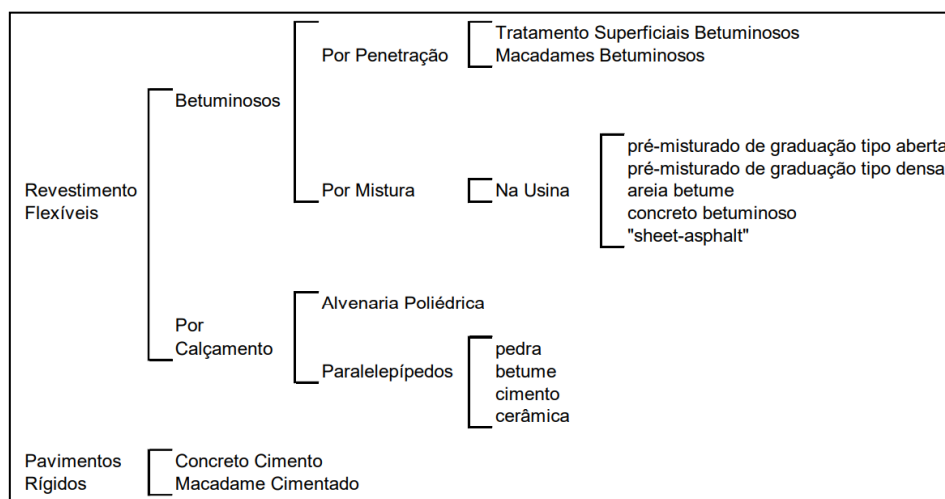 Tratamento Superficiais Betuminosos
Por Penetração
Macadames Betuminosos
Betuminosos
pré-misturado de graduação tipo aberta
pré-misturado de graduação tipo densa
Revestimento
Flexíveis
Por Mistura
Na Usina
areia betume
concreto betuminoso
"sheet-asphalt"
Alvenaria Poliédrica
Por
Calçamento
Paralelepípedos
pedra
betume
cimento
cerâmica
Pavimentos
Rígidos
Concreto Cimento
Macadame Cimentado